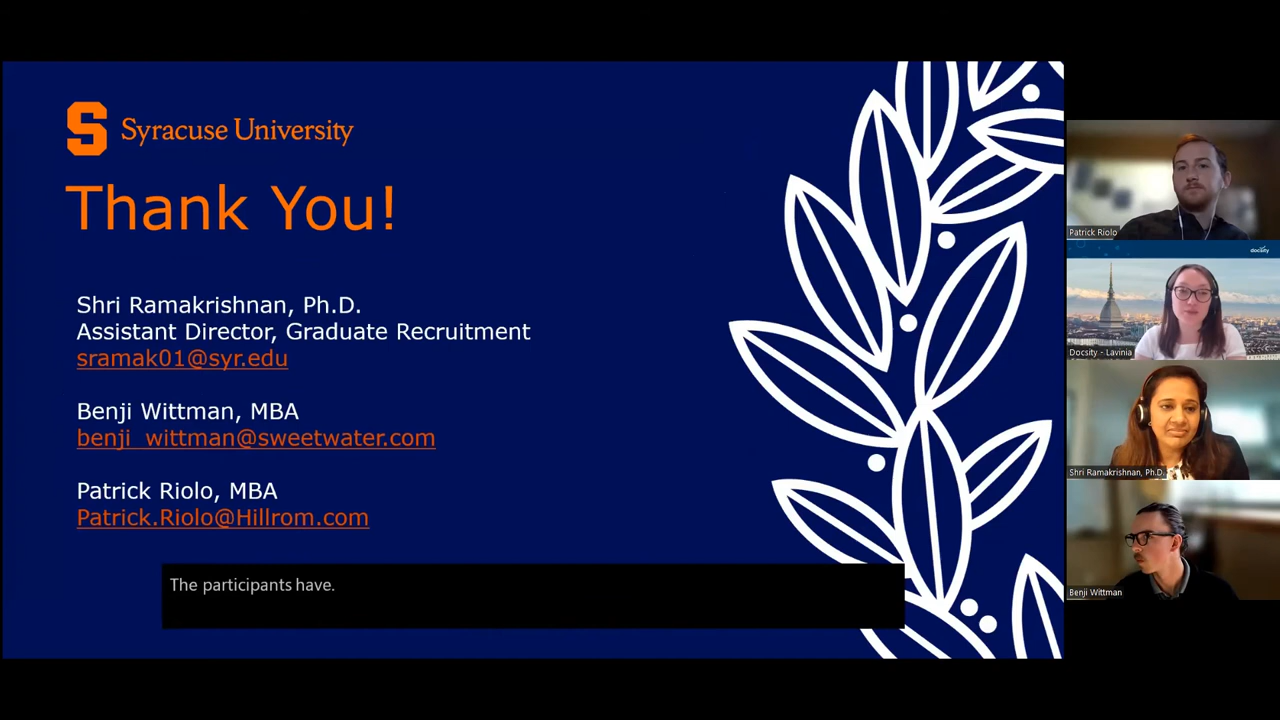 S Syracuse University
Thank You!
Shri Ramakrishnan, Ph.D.
Assistant Director, Graduate Recruitment
sramak01@syr.edu
Benji Wittman, MBA
benji_wittman@sweetwater.com
Patrick Riolo, MBA
Patrick.Riolo@Hillrom.com
The participants have.
Patrick Riolo
docsity
Docsity - Lavinia
Shri Ramakrishnan, Ph.D.
Benji Wittman